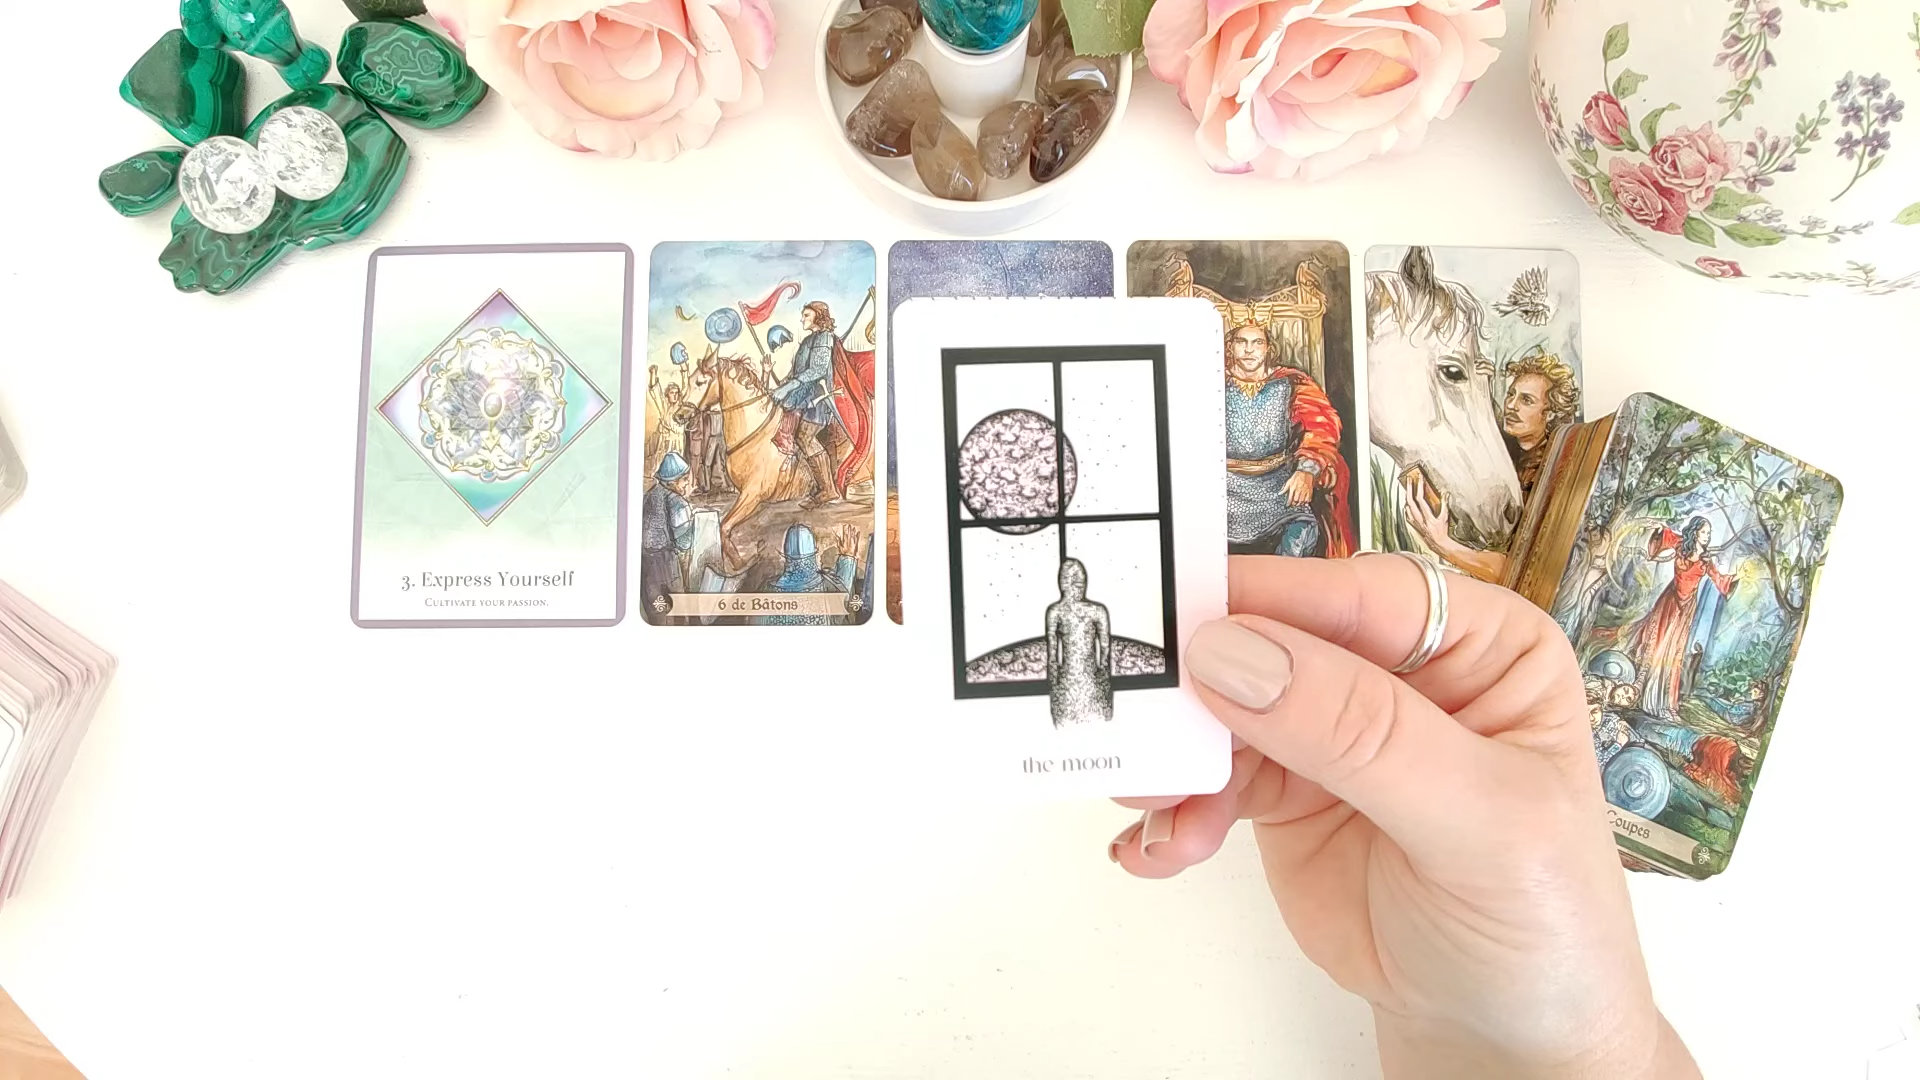 3. Express Yourself
Cultivate your passion.
6 de Bâtons
the moon
Coupes